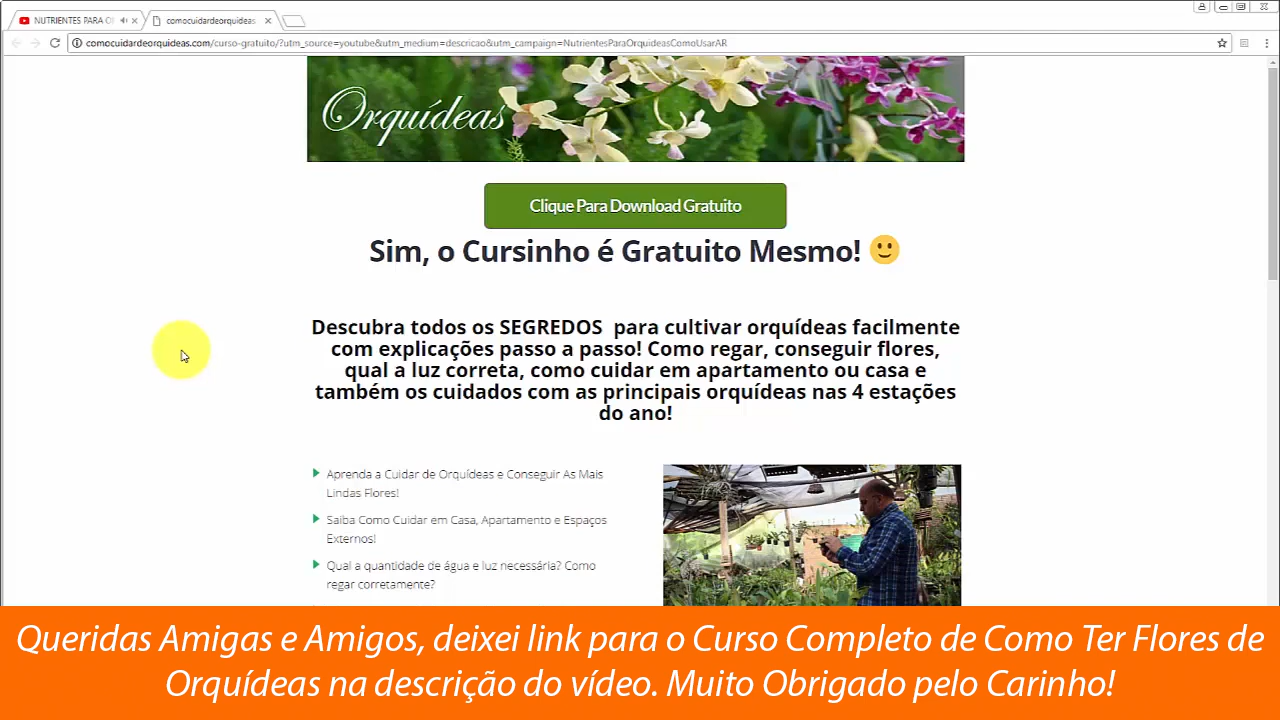 NUTRIENTES PARA O
comocuidardeorquideas
comocuidardeorquideas.com/curso-gratuito/?utm_source=youtube&utm_medium=descricao&utm_campaign=NutrientesParaOrquideasComoUsarAR
Orquídeas
Clique Para Download Gratuito
Sim, o Cursinho é Gratuito Mesmo! 🙂
Descubra todos os SEGREDOS para cultivar orquídeas facilmente
com explicações passo a passo! Como regar, conseguir flores,
qual a luz correta, como cuidar em apartamento ou casa e
também os cuidados com as principais orquídeas nas 4 estações
do ano!
Aprenda a Cuidar de Orquídeas e Conseguir As Mais
Lindas Flores!
Saiba Como Cuidar em Casa, Apartamento e Espaços
Externos!
Qual a quantidade de água e luz necessária? Como
regar corretamente?
Queridas Amigas e Amigos, deixei link para o Curso Completo de Como Ter Flores de
Orquídeas na descrição do vídeo. Muito Obrigado pelo Carinho!